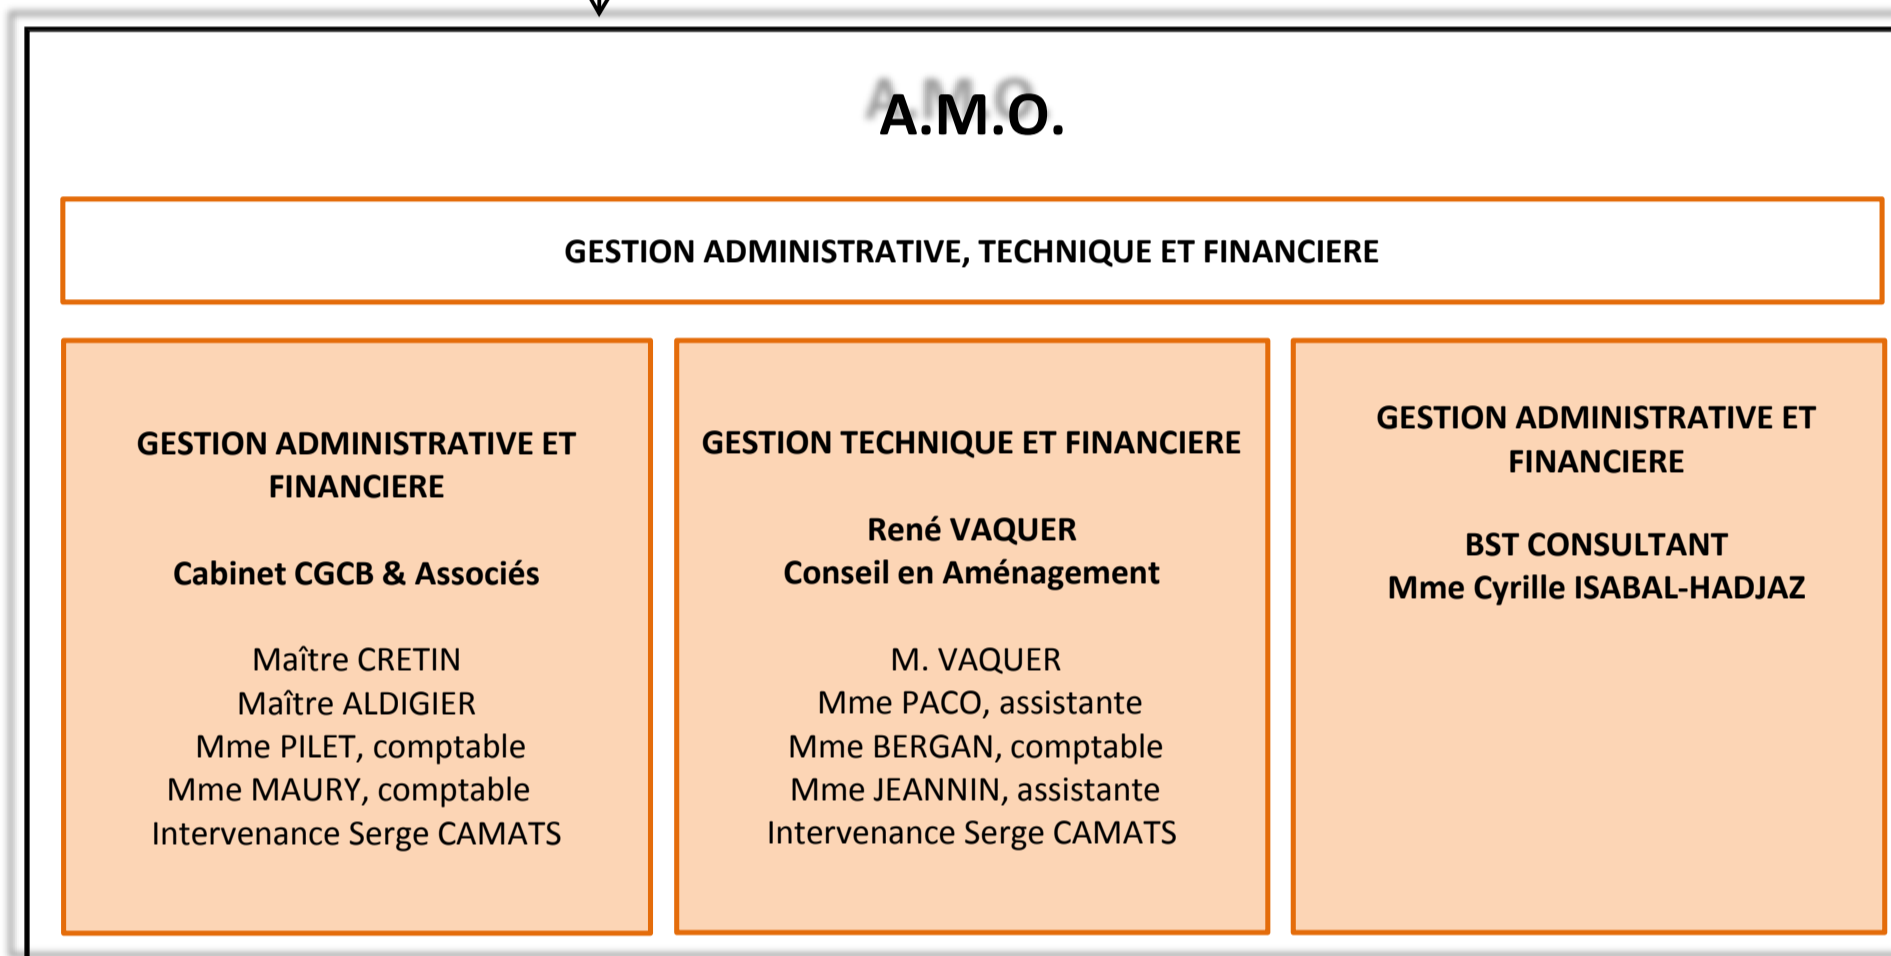 A.M.O.
GESTION ADMINISTRATIVE, TECHNIQUE ET FINANCIERE
GESTION ADMINISTRATIVE ET
FINANCIERE
Cabinet CGCB & Associés
Maître CRETIN
Maître ALDIGIER
Mme PILET, comptable
Mme MAURY, comptable
Intervenance Serge CAMATS
GESTION TECHNIQUE ET FINANCIERE
René VAQUER
Conseil en Aménagement
M. VAQUER
Mme PACO, assistante
Mme BERGAN, comptable
Mme JEANNIN, assistante
Intervenance Serge CAMATS
GESTION ADMINISTRATIVE ET
FINANCIERE
BST CONSULTANT
Mme Cyrille ISABAL-HADJAZ